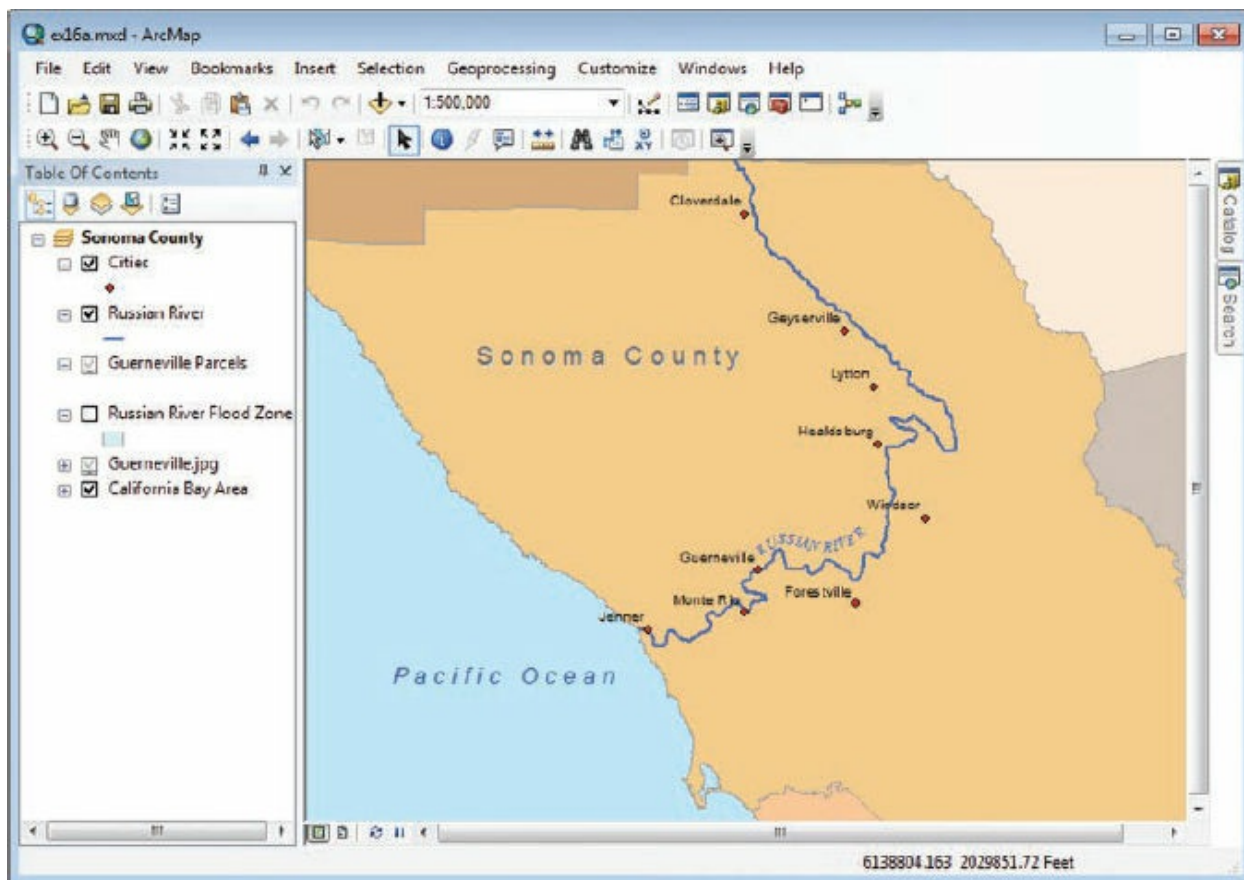 ex16a.mxd - ArcMap
File Edit View Bookmarks Insert Selection Geoprocessing Customize Windows Help
1:500,000
Table Of Contents
Sonoma County
Cities
Russian River
Guerneville Parcels
Russian River Flood Zone
Guerneville.jpg
California Bay Area
Cloverdale
Geyserville
Sonoma County
Lytton
Healdsburg
Windsor
RUSSIAN RIVER
Guerneville
Forestville
Monte Rio
Jenner
Pacific Ocean
Catalog
Search
6138804.163 2029851.72 Feet